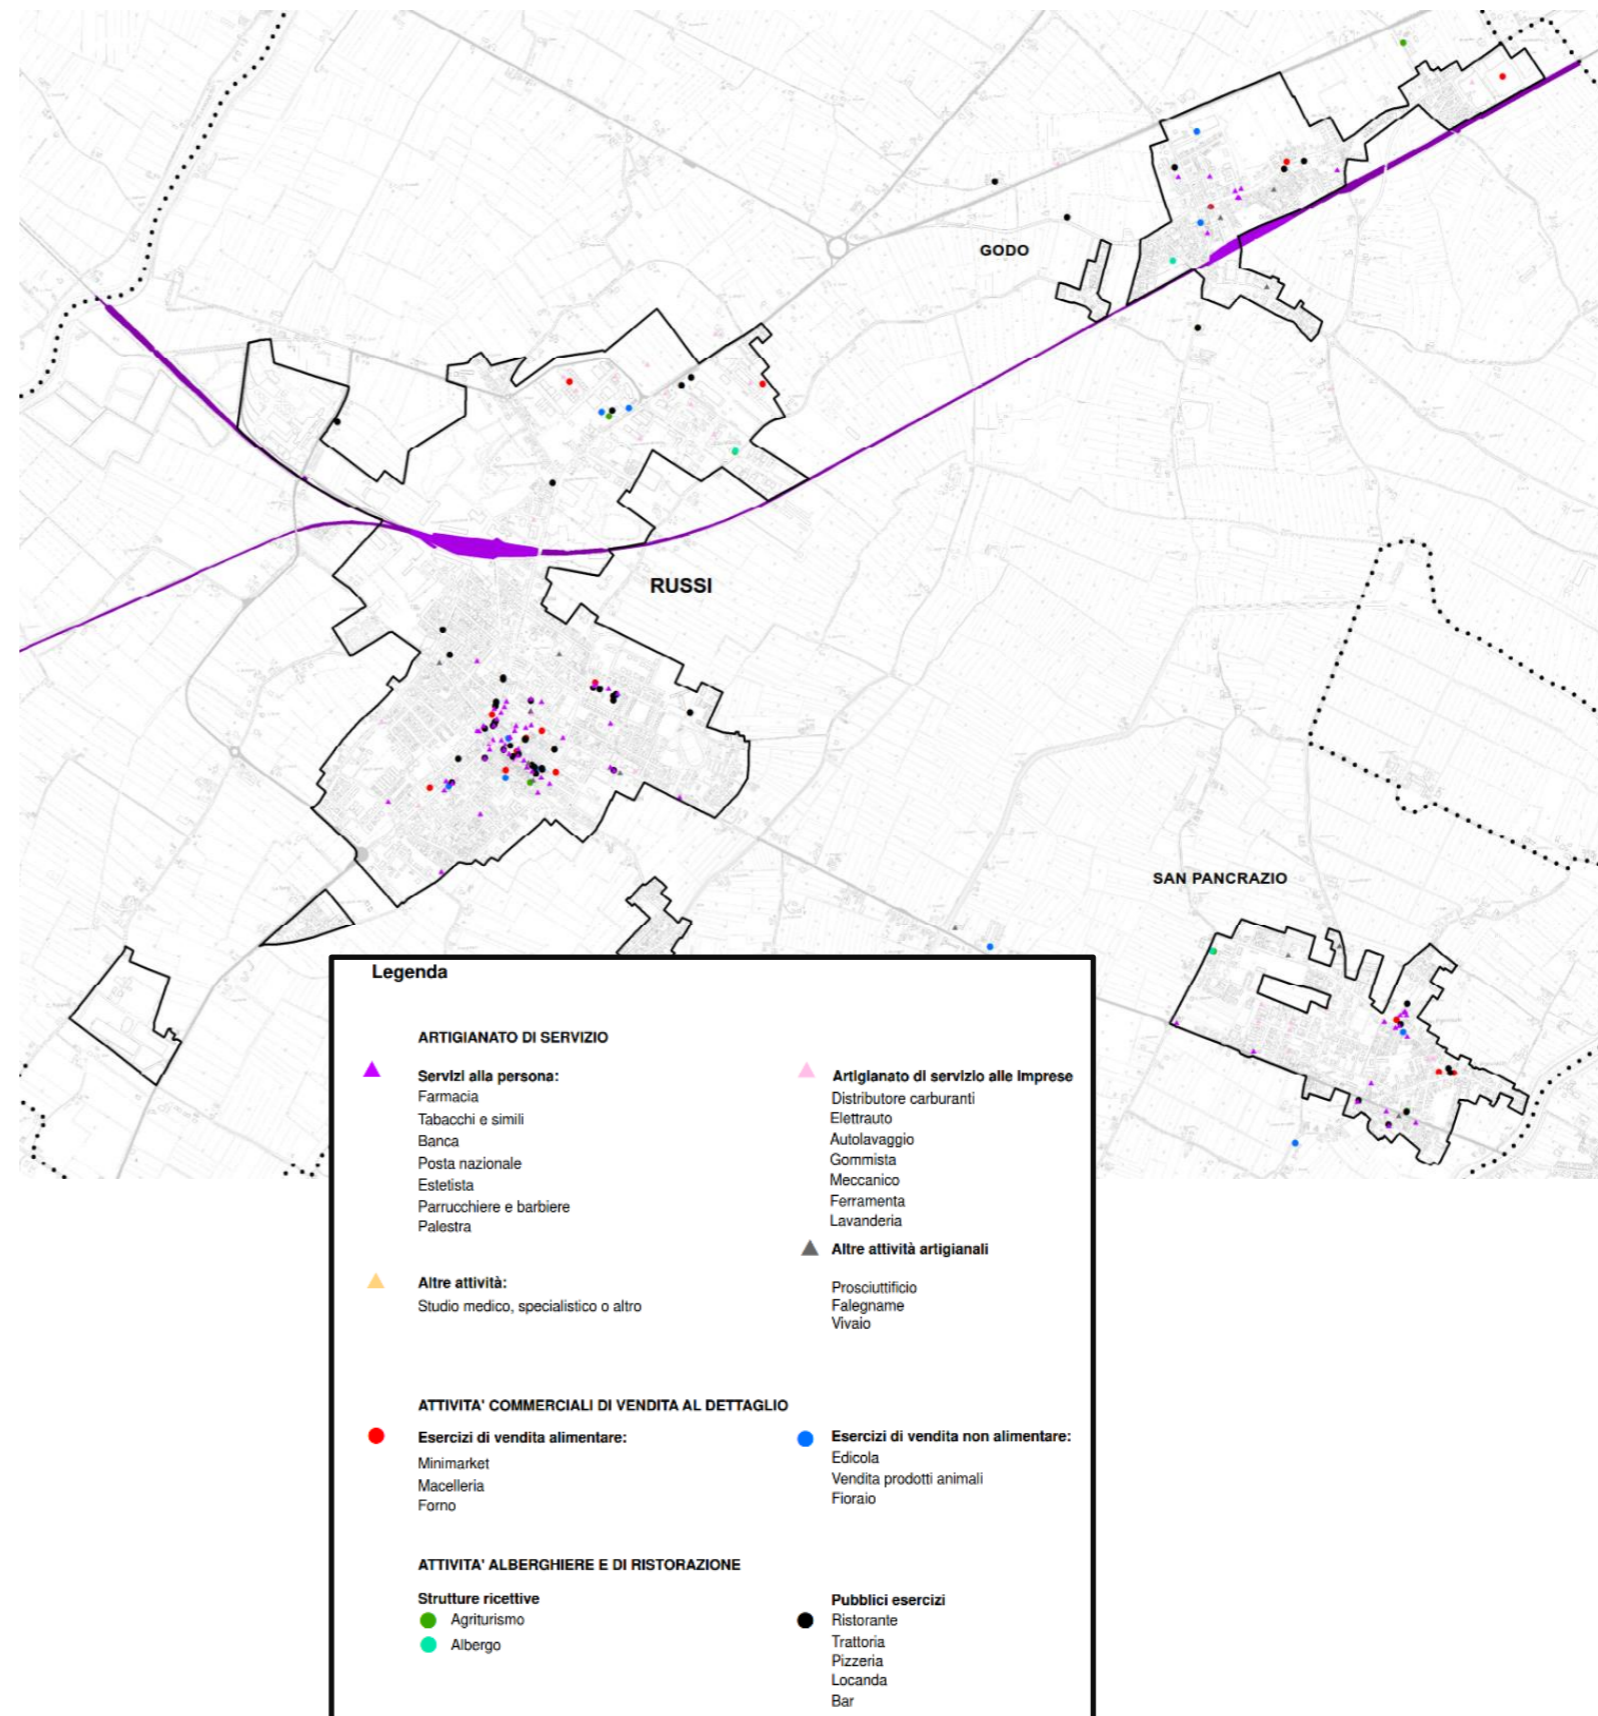 GODO
RUSSI
SAN PANCRAZIO
Legenda
ARTIGIANATO DI SERVIZIO
Servizi alla persona:
Farmacia
Tabacchi e simili
Banca
Posta nazionale
Estetista
Parrucchiere e barbiere
Palestra
Altre attività:
Studio medico, specialistico o altro
Artigianato di servizio alle imprese
Distributore carburanti
Elettrauto
Autolavaggio
Gommista
Meccanico
Ferramenta
Lavanderia
Altre attività artigianali
Prosciuttificio
Falegname
Vivaio
ATTIVITA' COMMERCIALI DI VENDITA AL DETTAGLIO
Esercizi di vendita alimentare:
Minimarket
Macelleria
Forno
Esercizi di vendita non alimentare:
Edicola
Vendita prodotti animali
Fioraio
ATTIVITA' ALBERGHIERE E DI RISTORAZIONE
Strutture ricettive
Agriturismo
Albergo
Pubblici esercizi
Ristorante
Trattoria
Pizzeria
Locanda
Bar